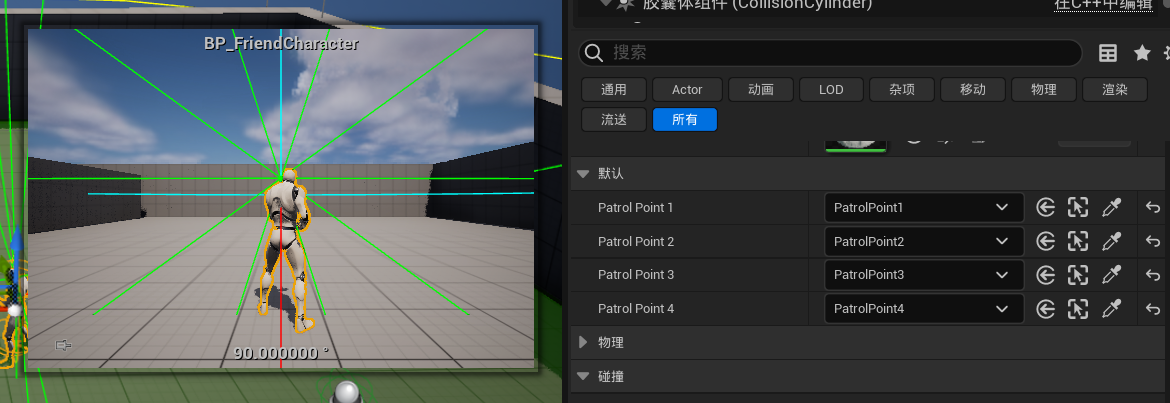 胶囊体组件 (CollisionCylinder)
在C++中编辑
BP_FriendCharacter
90.000000 °
搜索
通用 Actor 动画 LOD 杂项 移动 物理 渲染
流送 所有
默认
Patrol Point 1 PatrolPoint1
Patrol Point 2 PatrolPoint2
Patrol Point 3 PatrolPoint3
Patrol Point 4 PatrolPoint4
物理
碰撞